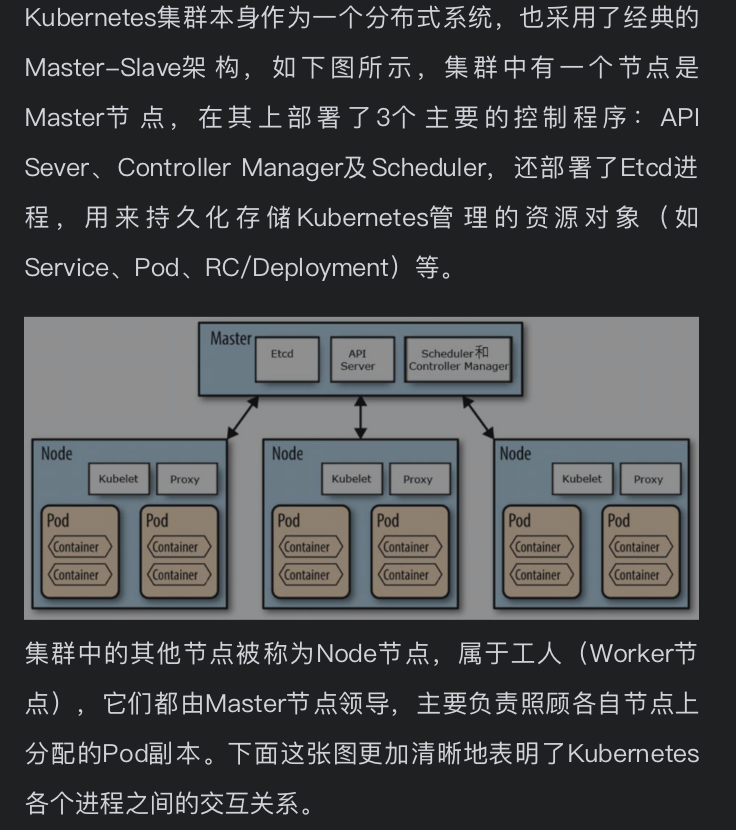 Kubernetes集群本身作为一个分布式系统，也采用了经典的
Master-Slave架 构，如下图所示，集群中有一个节点是
Master节 点，在其上部署了3个 主要的控制程序：API
Sever、Controller Manager及Scheduler，还部署了Etcd进
程，用来持久化存储Kubernetes管 理的资源对象（如
Service、Pod、RC/Deployment）等。
Master
Etcd
API
Server
Scheduler和
Controller Manager
Node
Kubelet
Proxy
Pod
Container
Container
Pod
Container
Container
Node
Kubelet
Proxy
Pod
Container
Container
Pod
Container
Container
Node
Kubelet
Proxy
Pod
Container
Container
Pod
Container
Container
集群中的其他节点被称为Node节点，属于工人（Worker节
点），它们都由Master节点领导，主要负责照顾各自节点上
分配的Pod副本。下面这张图更加清晰地表明了Kubernetes
各个进程之间的交互关系。